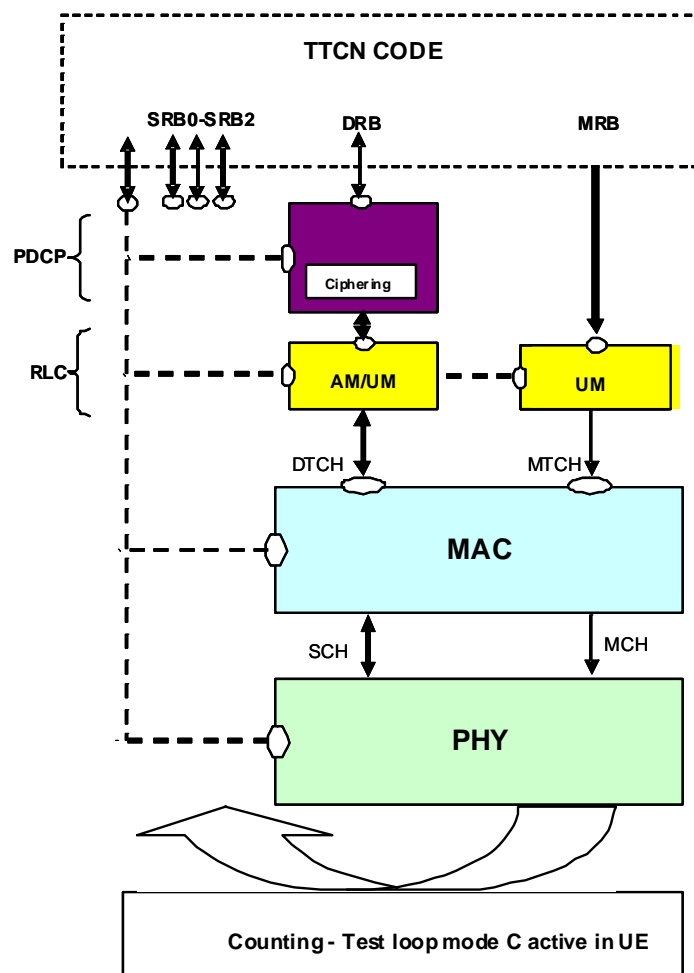 TTCN CODE
SRB0-SRB2
DRB
MRB
PDCP
Ciphering
RLC
AM/UM
UM
DTCH
MTCH
MAC
SCH
MCH
PHY
Counting - Test loop mode C active in UE